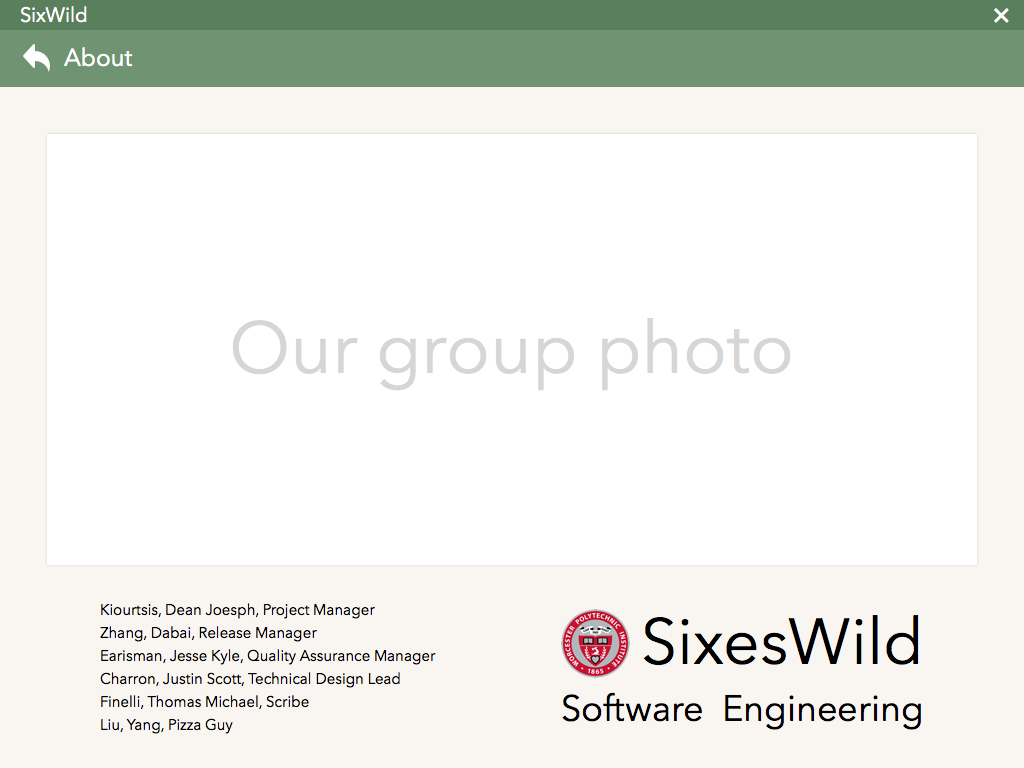 SixWild
About
Our group photo
Kiourtsis, Dean Joesph, Project Manager
Zhang, Dabai, Release Manager
Earisman, Jesse Kyle, Quality Assurance Manager
Charron, Justin Scott, Technical Design Lead
Finelli, Thomas Michael, Scribe
Liu, Yang, Pizza Guy
WORCESTER POLYTECHNIC INSTITUTE
1865
SixesWild
Software Engineering